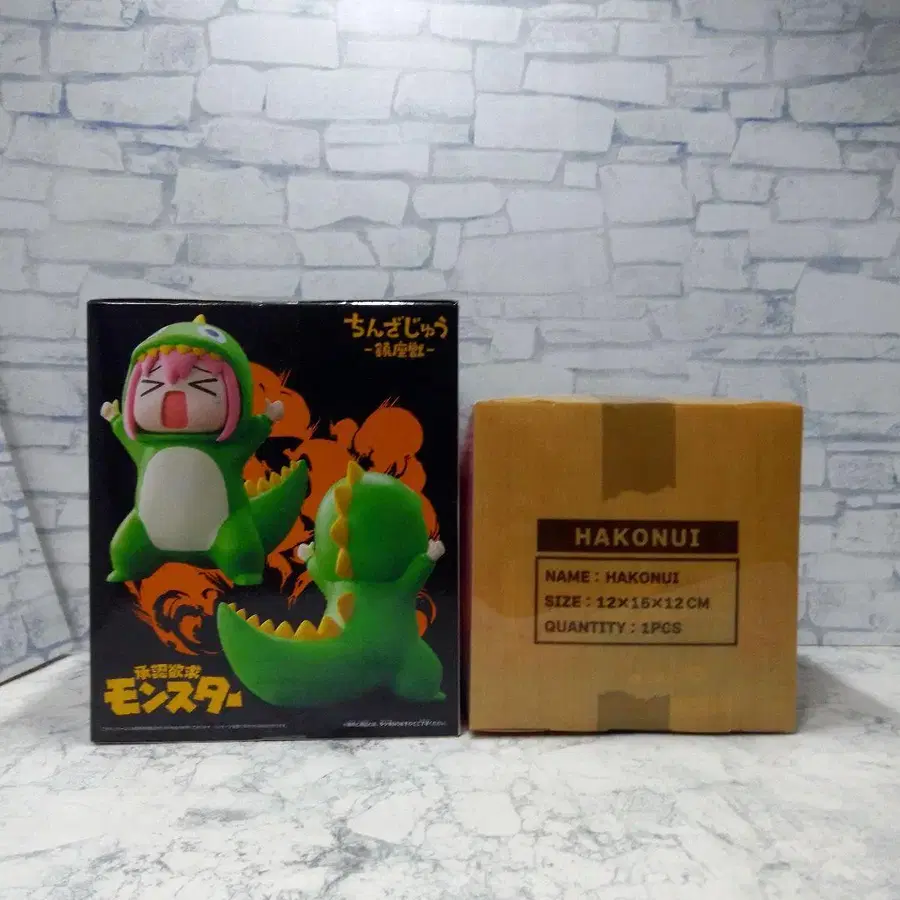 ちんざじゅう
-鎮座獣-
承認欲求
モンスター
HAKONUI
NAME : HAKONUI
SIZE : 12×15×12CM
QUANTITY : 1PCS